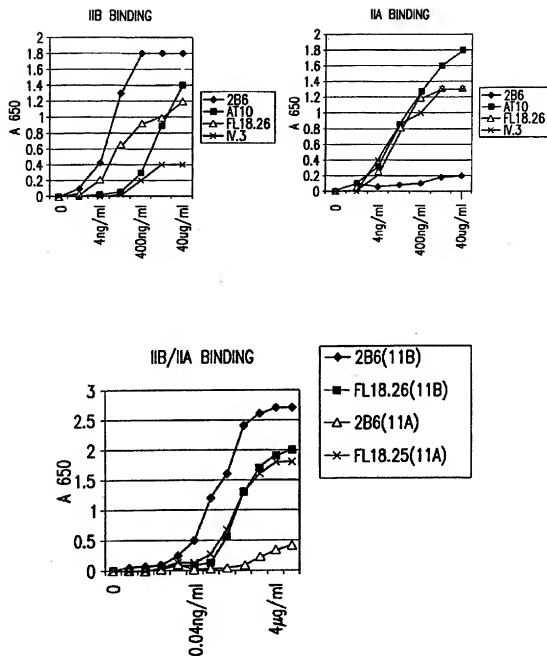 IIB BINDING
A 650
2
1.8
1.6
1.4
1.2
1
0.8
0.6
0.4
0.2
0
0
4ng/ml
400ng/ml
40ug/ml
2B6
AT10
FL18.26
IV.3
IIA BINDING
A 650
2
1.8
1.6
1.4
1.2
1
0.8
0.6
0.4
0.2
0
0
4ng/ml
400ng/ml
40ug/ml
2B6
AT10
FL18.26
IV.3
IIB/IIA BINDING
A 650
3
2.5
2
1.5
1
0.5
0
0
0.04ng/ml
4µg/ml
2B6(11B)
FL18.26(11B)
2B6(11A)
FL18.25(11A)